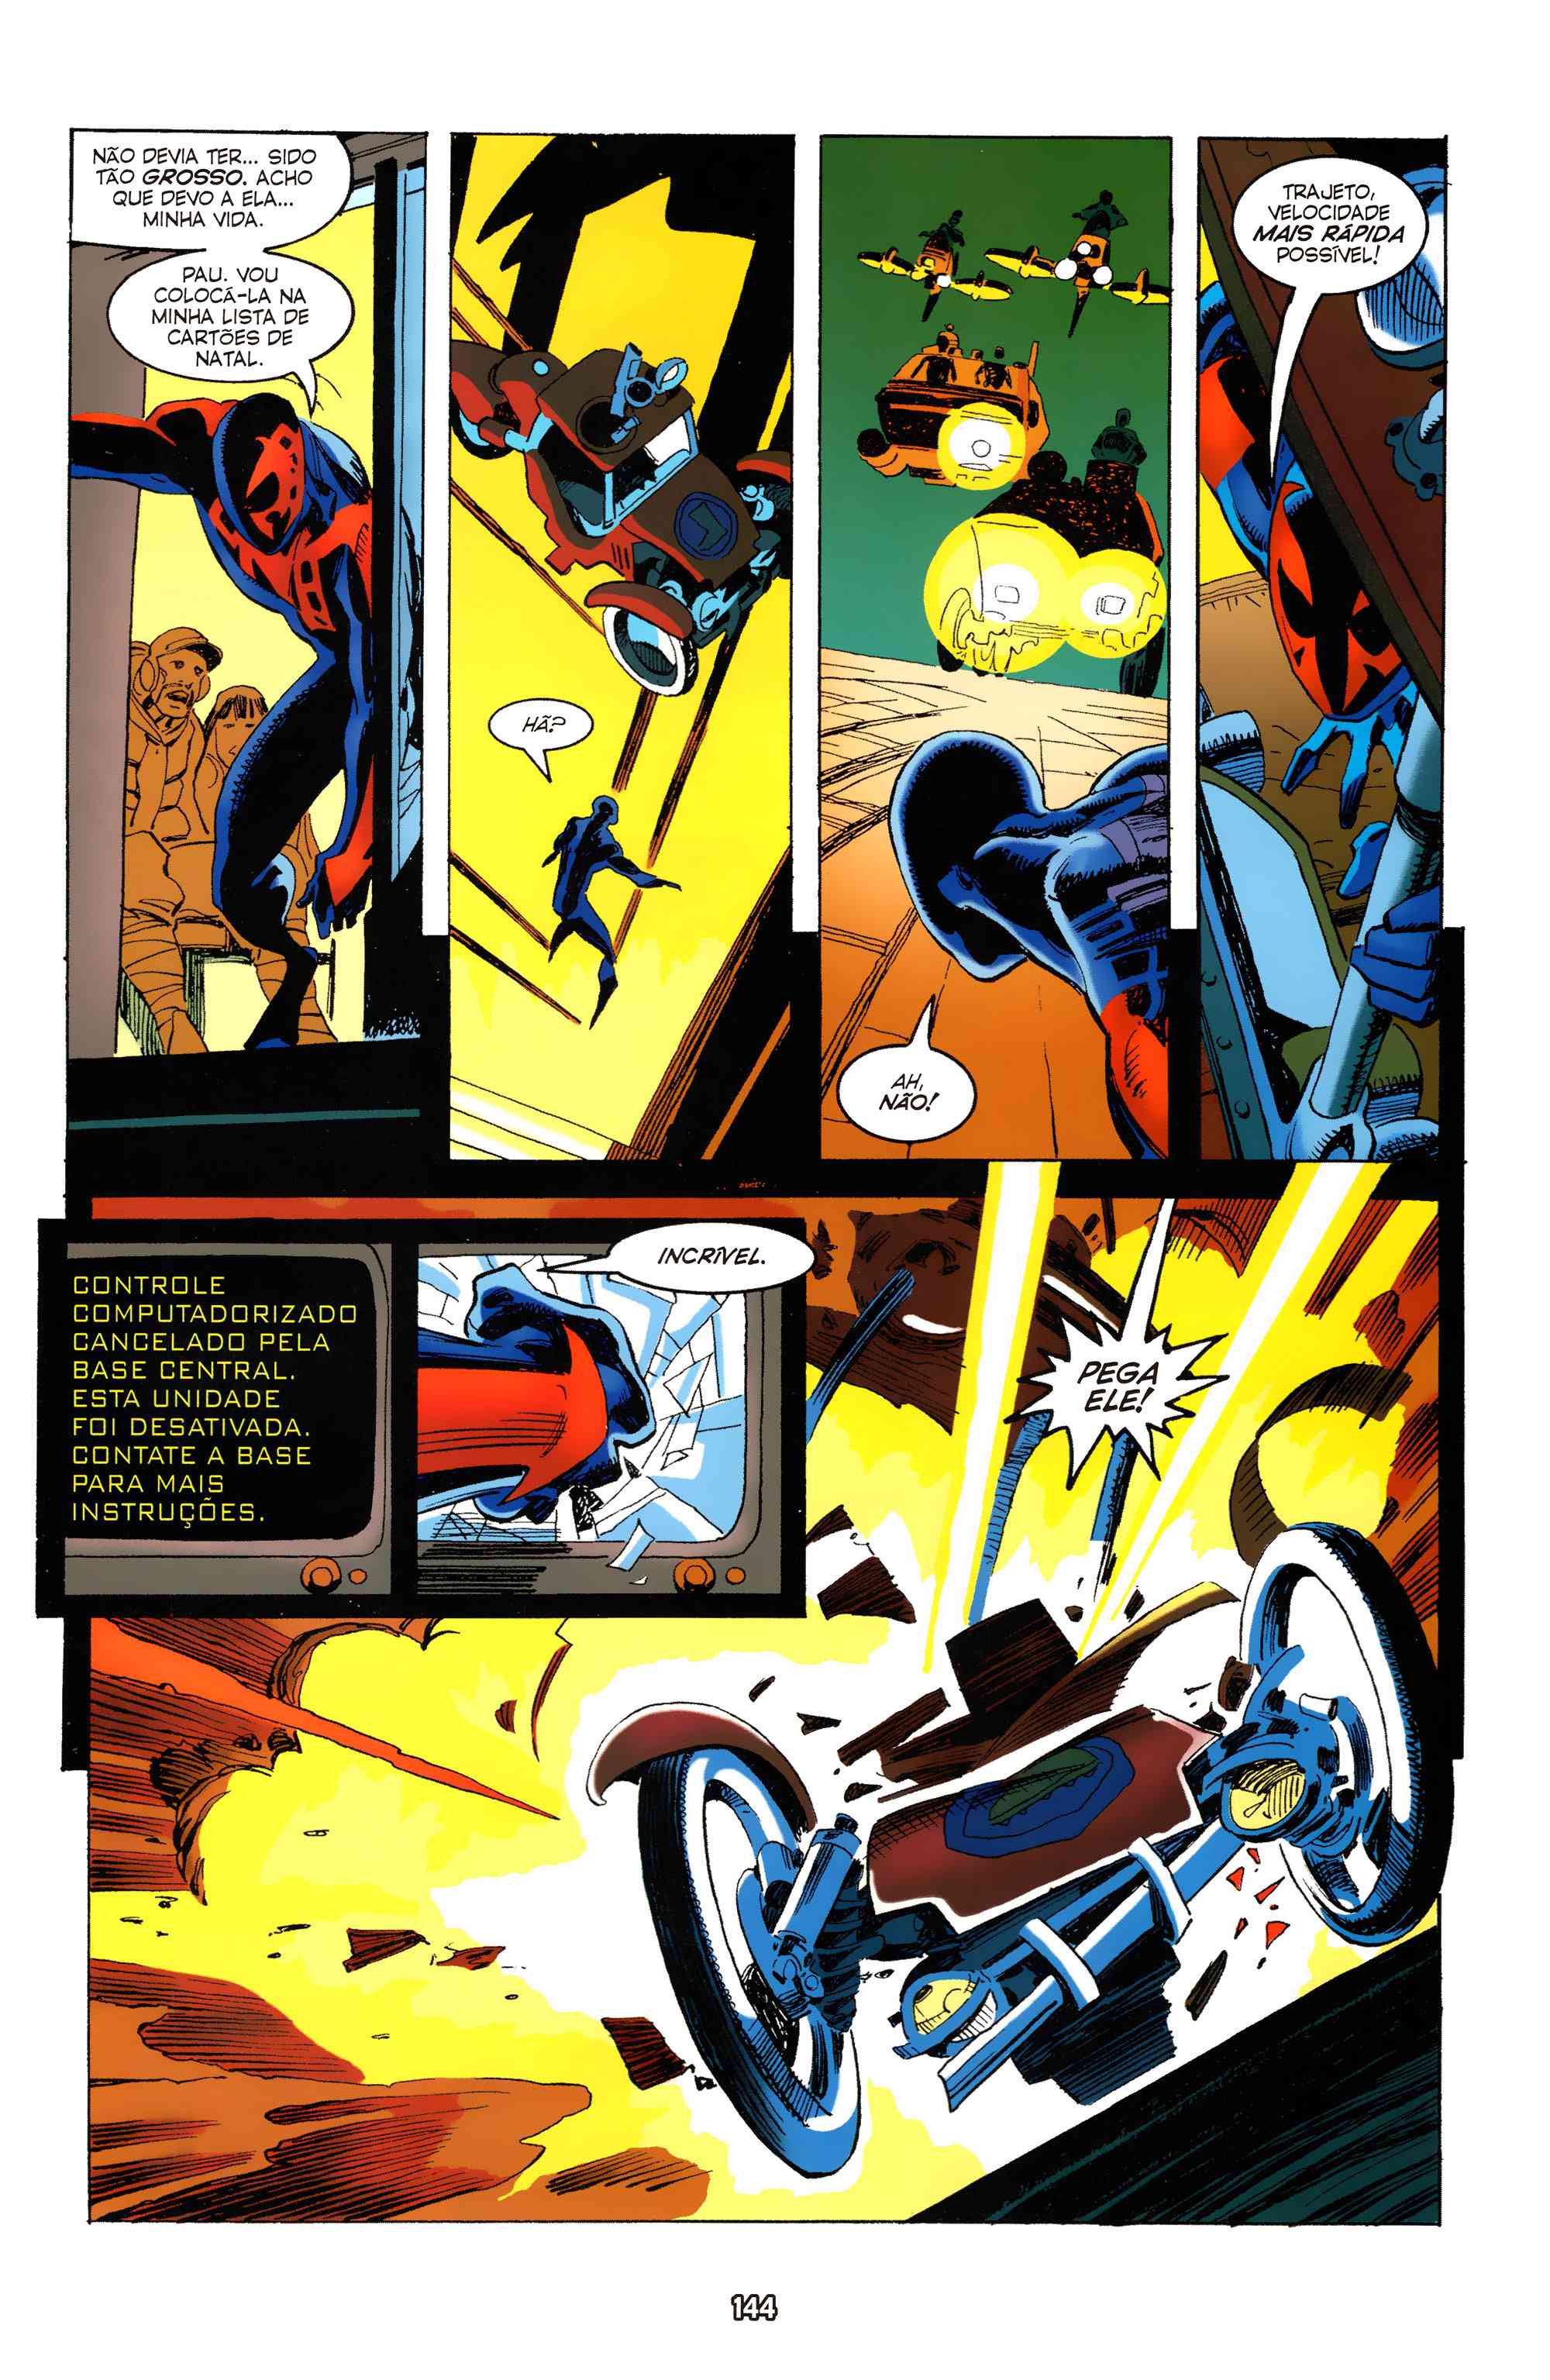 NÃO DEVIA TER... SIDO
TÃO GROSSO. ACHO
QUE DEVO A ELA...
MINHA VIDA.
PAU. VOU
COLOCÁ-LA NA
MINHA LISTA DE
CARTÕES DE
NATAL.
HÃ?
AH,
NÃO!
TRAJETO,
VELOCIDADE
MAIS RÁPIDA
POSSÍVEL!
CONTROLE
COMPUTADORIZADO
CANCELADO PELA
BASE CENTRAL.
ESTA UNIDADE
FOI DESATIVADA.
CONTATE A BASE
PARA MAIS
INSTRUÇÕES.
INCRÍVEL.
PEGA
ELE!
144